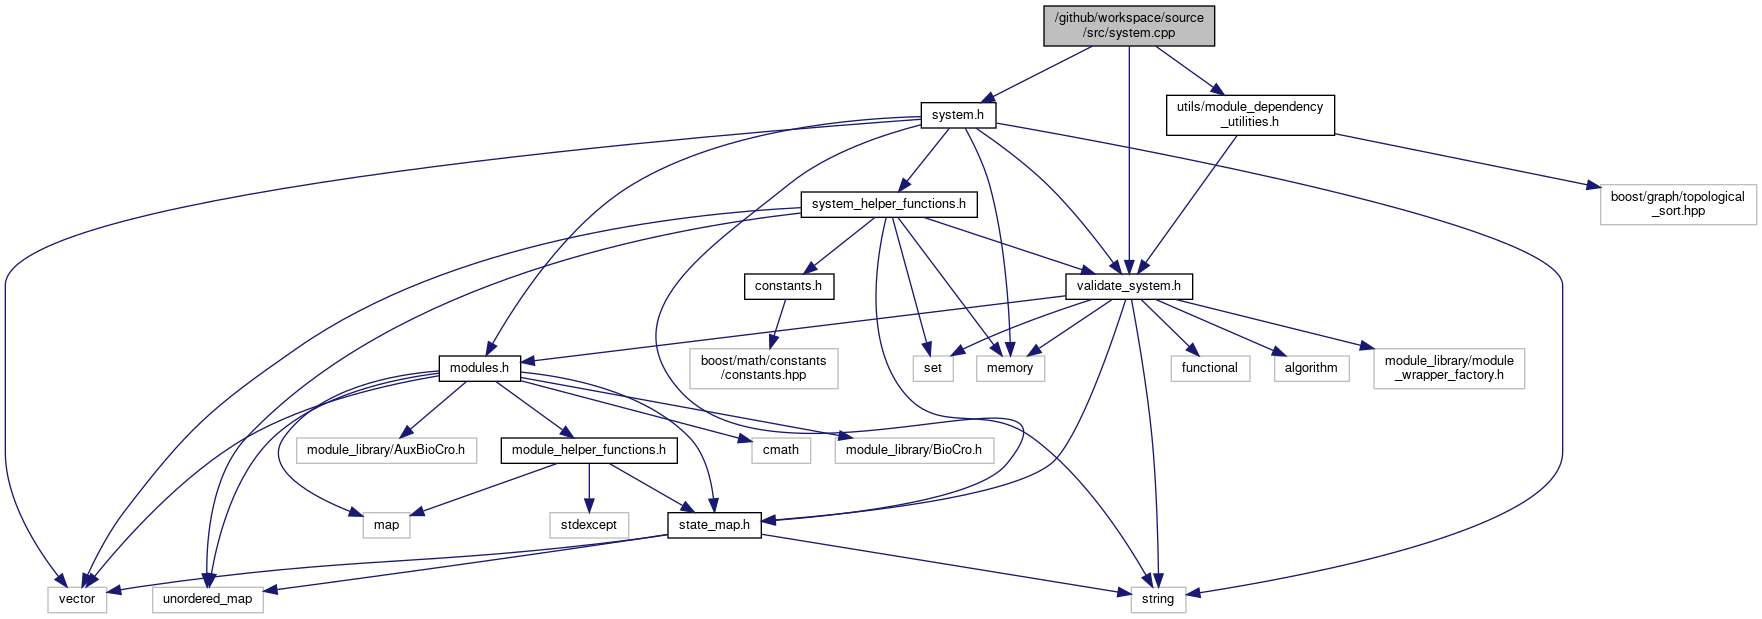 /github/workspace/source
/src/system.cpp
system.h
utils/module_dependency
_utilities.h
system_helper_functions.h
boost/graph/topological
_sort.hpp
constants.h
validate_system.h
modules.h
boost/math/constants
/constants.hpp
set
memory
functional
algorithm
module_library/module
_wrapper_factory.h
module_library/AuxBioCro.h
module_helper_functions.h
cmath
module_library/BioCro.h
map
stdexcept
state_map.h
vector
unordered_map
string